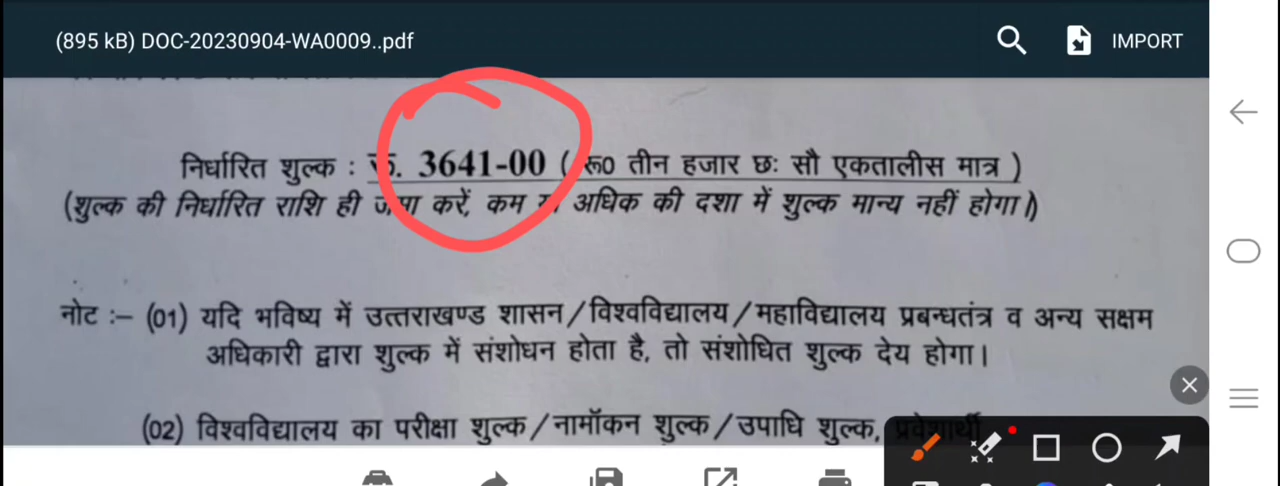 (895 kB) DOC-20230904-WA0009..pdf
IMPORT
निर्धारित शुल्क : रू. 3641-00 ( रू0 तीन हजार छः सौ एकतालीस मात्र )
(शुल्क की निर्धारित राशि ही जमा करें, कम या अधिक की दशा में शुल्क मान्य नहीं होगा।)
नोट :– (01) यदि भविष्य में उत्तराखण्ड शासन/विश्वविद्यालय/महाविद्यालय प्रबन्धतंत्र व अन्य सक्षम
अधिकारी द्वारा शुल्क में संशोधन होता है, तो संशोधित शुल्क देय होगा।
(02) विश्वविद्यालय का परीक्षा शुल्क/नामॉकन शुल्क/उपाधि शुल्क, प्रवेशार्थी